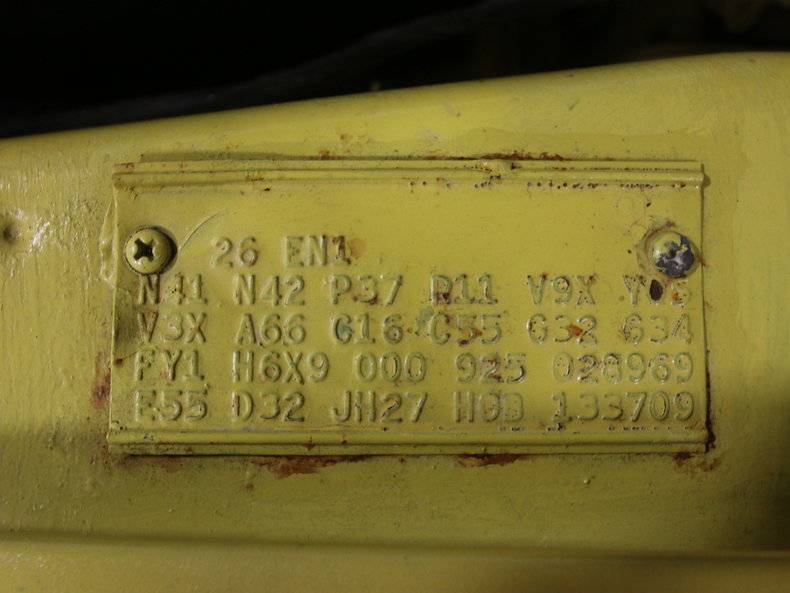 26 EN1
N41 N42 P37 R11 V9X
V3X A66 C16 C55 G32 G34
FY1 H6X9 000 925 028969
E55 D32 JH27 H0B 133709